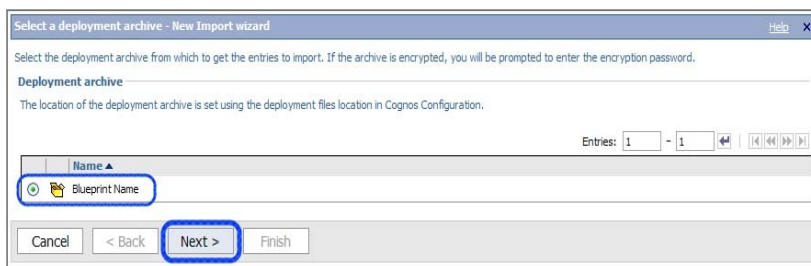 Select a deployment archive - New Import wizard Help X
Select the deployment archive from which to get the entries to import. If the archive is encrypted, you will be prompted to enter the encryption password.
Deployment archive
The location of the deployment archive is set using the deployment files location in Cognos Configuration.
Entries: 1 - 1
Name
Blueprint Name
Cancel < Back Next > Finish